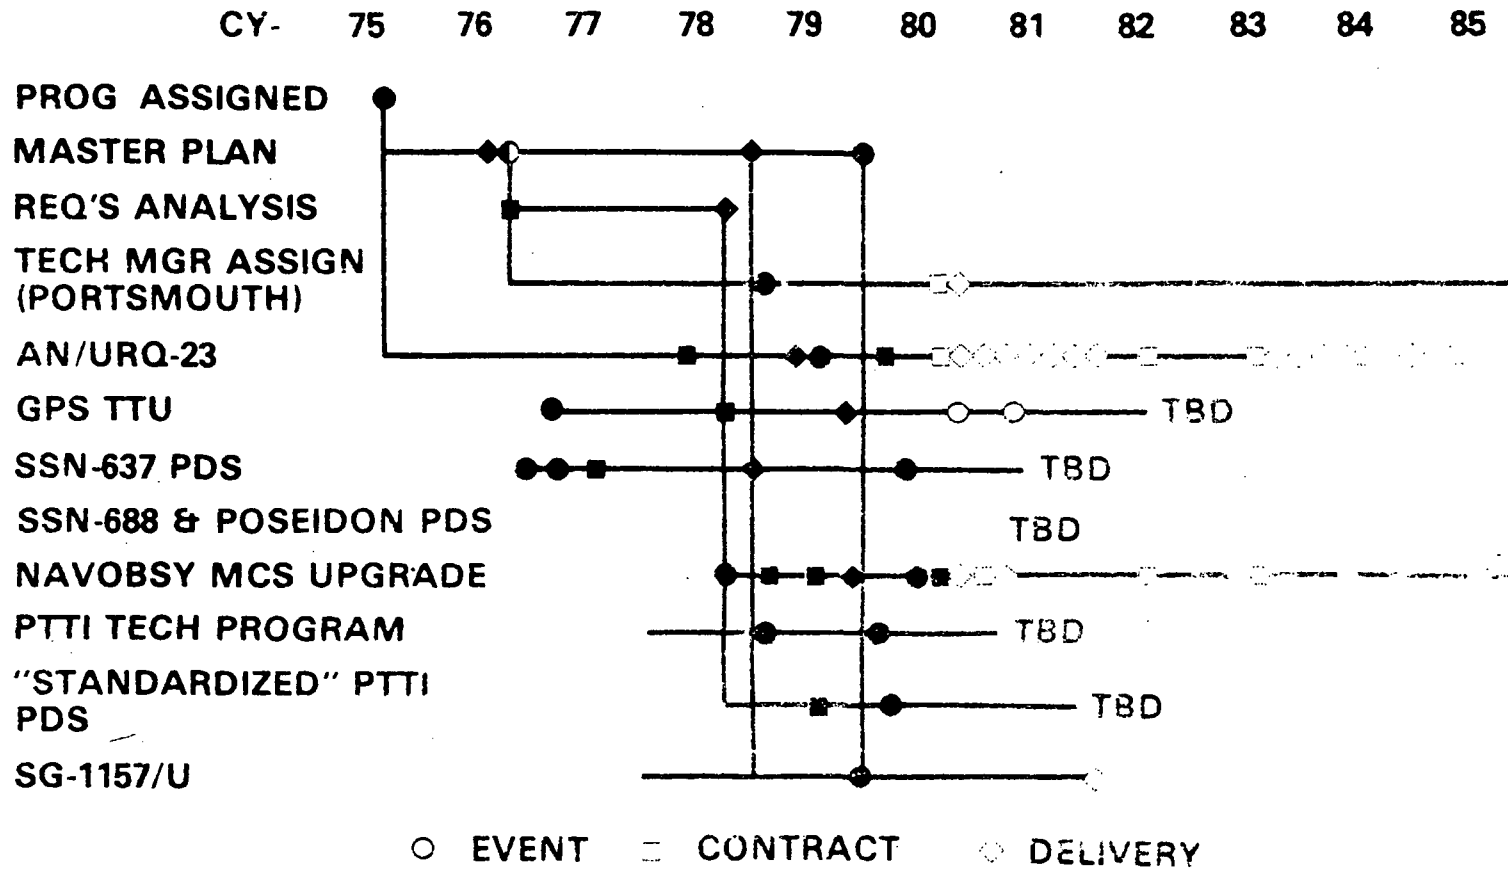 CY- 75 76 77 78 79 80 81 82 83 84 85
PROG ASSIGNED
MASTER PLAN
REQ'S ANALYSIS
TECH MGR ASSIGN
(PORTSMOUTH)
AN/URQ-23
GPS TTU TBD
SSN-637 PDS TBD
SSN-688 & POSEIDON PDS TBD
NAVOBSY MCS UPGRADE
PTTI TECH PROGRAM TBD
"STANDARDIZED" PTTI
PDS TBD
SG-1157/U
EVENT CONTRACT DELIVERY